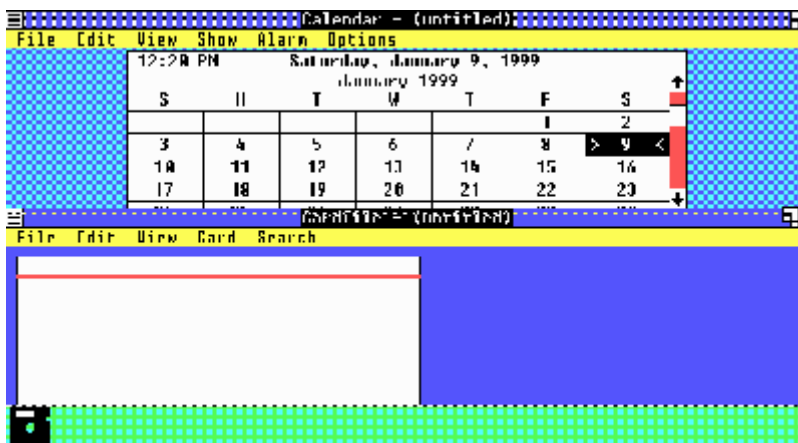 Calendar - (untitled)
File Edit View Show Alarm Options
12:20 PM Saturday, January 9, 1999
January 1999
S M T W T F S
1 2
3 4 5 6 7 8 > 9 <
10 11 12 13 14 15 16
17 18 19 20 21 22 23
Cardfile - (untitled)
File Edit View Card Search